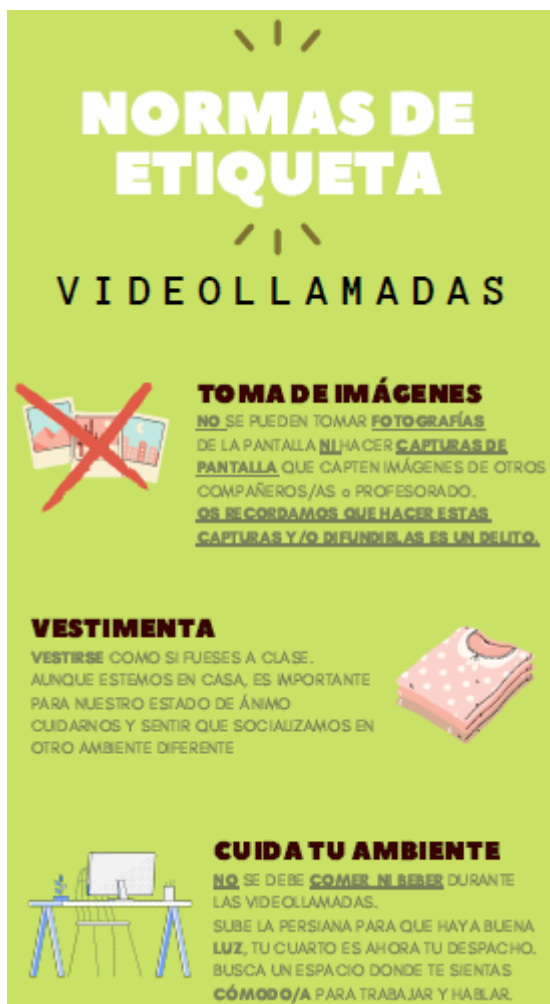 NORMAS DE
ETIQUETA
VIDEOLLAMADAS
TOMA DE IMÁGENES
NO SE PUEDEN TOMAR FOTOGRAFÍAS
DE LA PANTALLA NI HACER CAPTURAS DE
PANTALLA QUE CAPTEN IMÁGENES DE OTROS
COMPAÑEROS/AS o PROFESORADO.
OS RECORDAMOS QUE HACER ESTAS
CAPTURAS Y/O DIFUNDIRLAS ES UN DELITO.
VESTIMENTA
VESTIRSE COMO SI FUESES A CLASE.
AUNQUE ESTEMOS EN CASA, ES IMPORTANTE
PARA NUESTRO ESTADO DE ÁNIMO
CUIDARNOS Y SENTIR QUE SOCIALIZAMOS EN
OTRO AMBIENTE DIFERENTE
CUIDA TU AMBIENTE
NO SE DEBE COMER NI BEBER DURANTE
LAS VIDEOLLAMADAS.
SUBE LA PERSIANA PARA QUE HAYA BUENA
LUZ, TU CUARTO ES AHORA TU DESPACHO.
BUSCA UN ESPACIO DONDE TE SIENTAS
CÓMODO/A PARA TRABAJAR Y HABLAR.